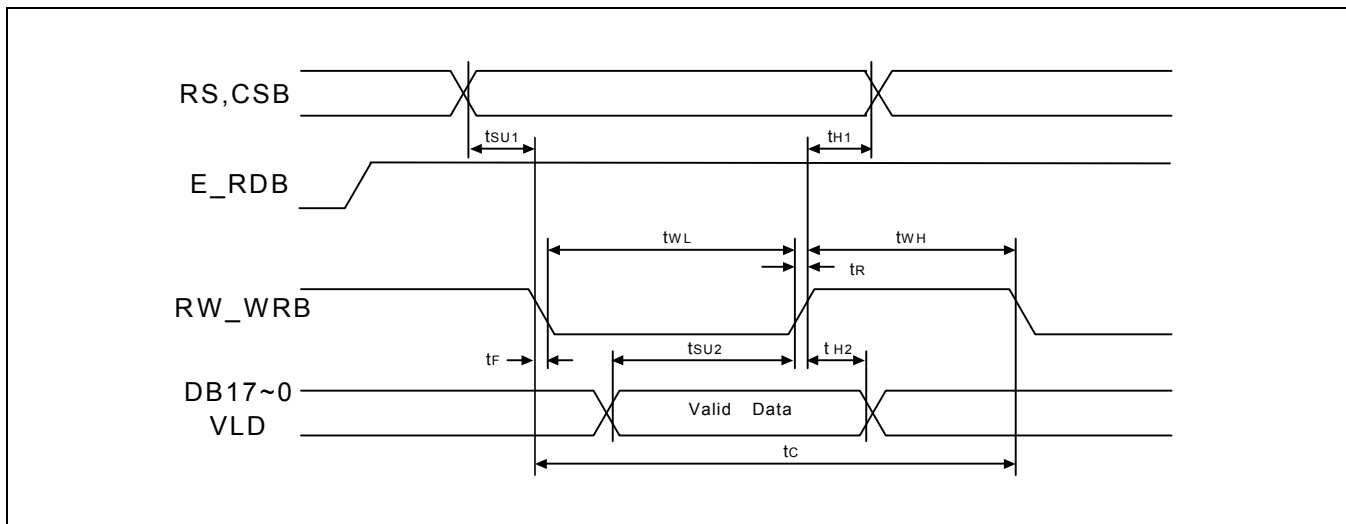 RS,CSB
tSU1
tH1
E_RDB
tWL
tWH
tR
RW_WRB
tF
tSU2
tH2
DB17~0
VLD
Valid Data
tC